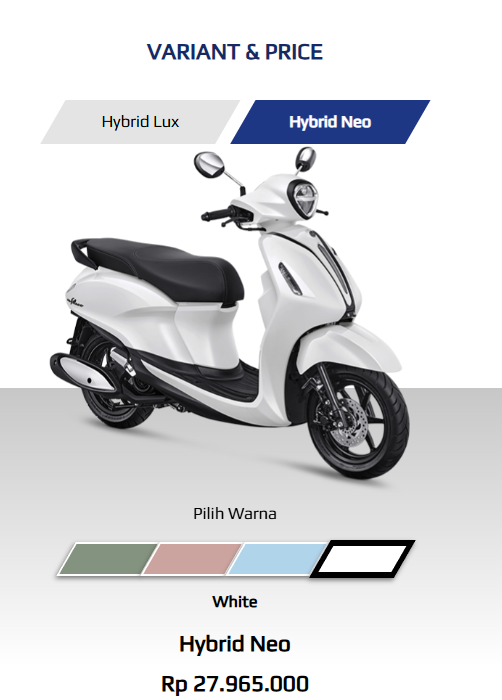 VARIANT & PRICE
Hybrid Lux
Hybrid Neo
Pilih Warna
White
Hybrid Neo
Rp 27.965.000